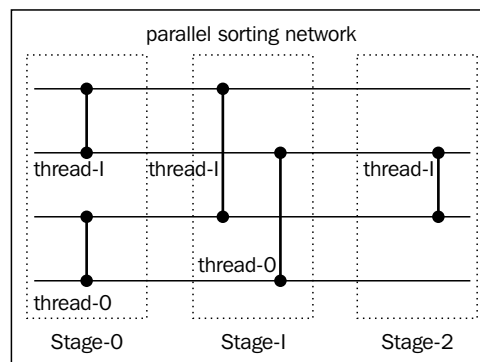 parallel sorting network
thread-I
thread-I
thread-I
thread-0
thread-0
Stage-0
Stage-I
Stage-2